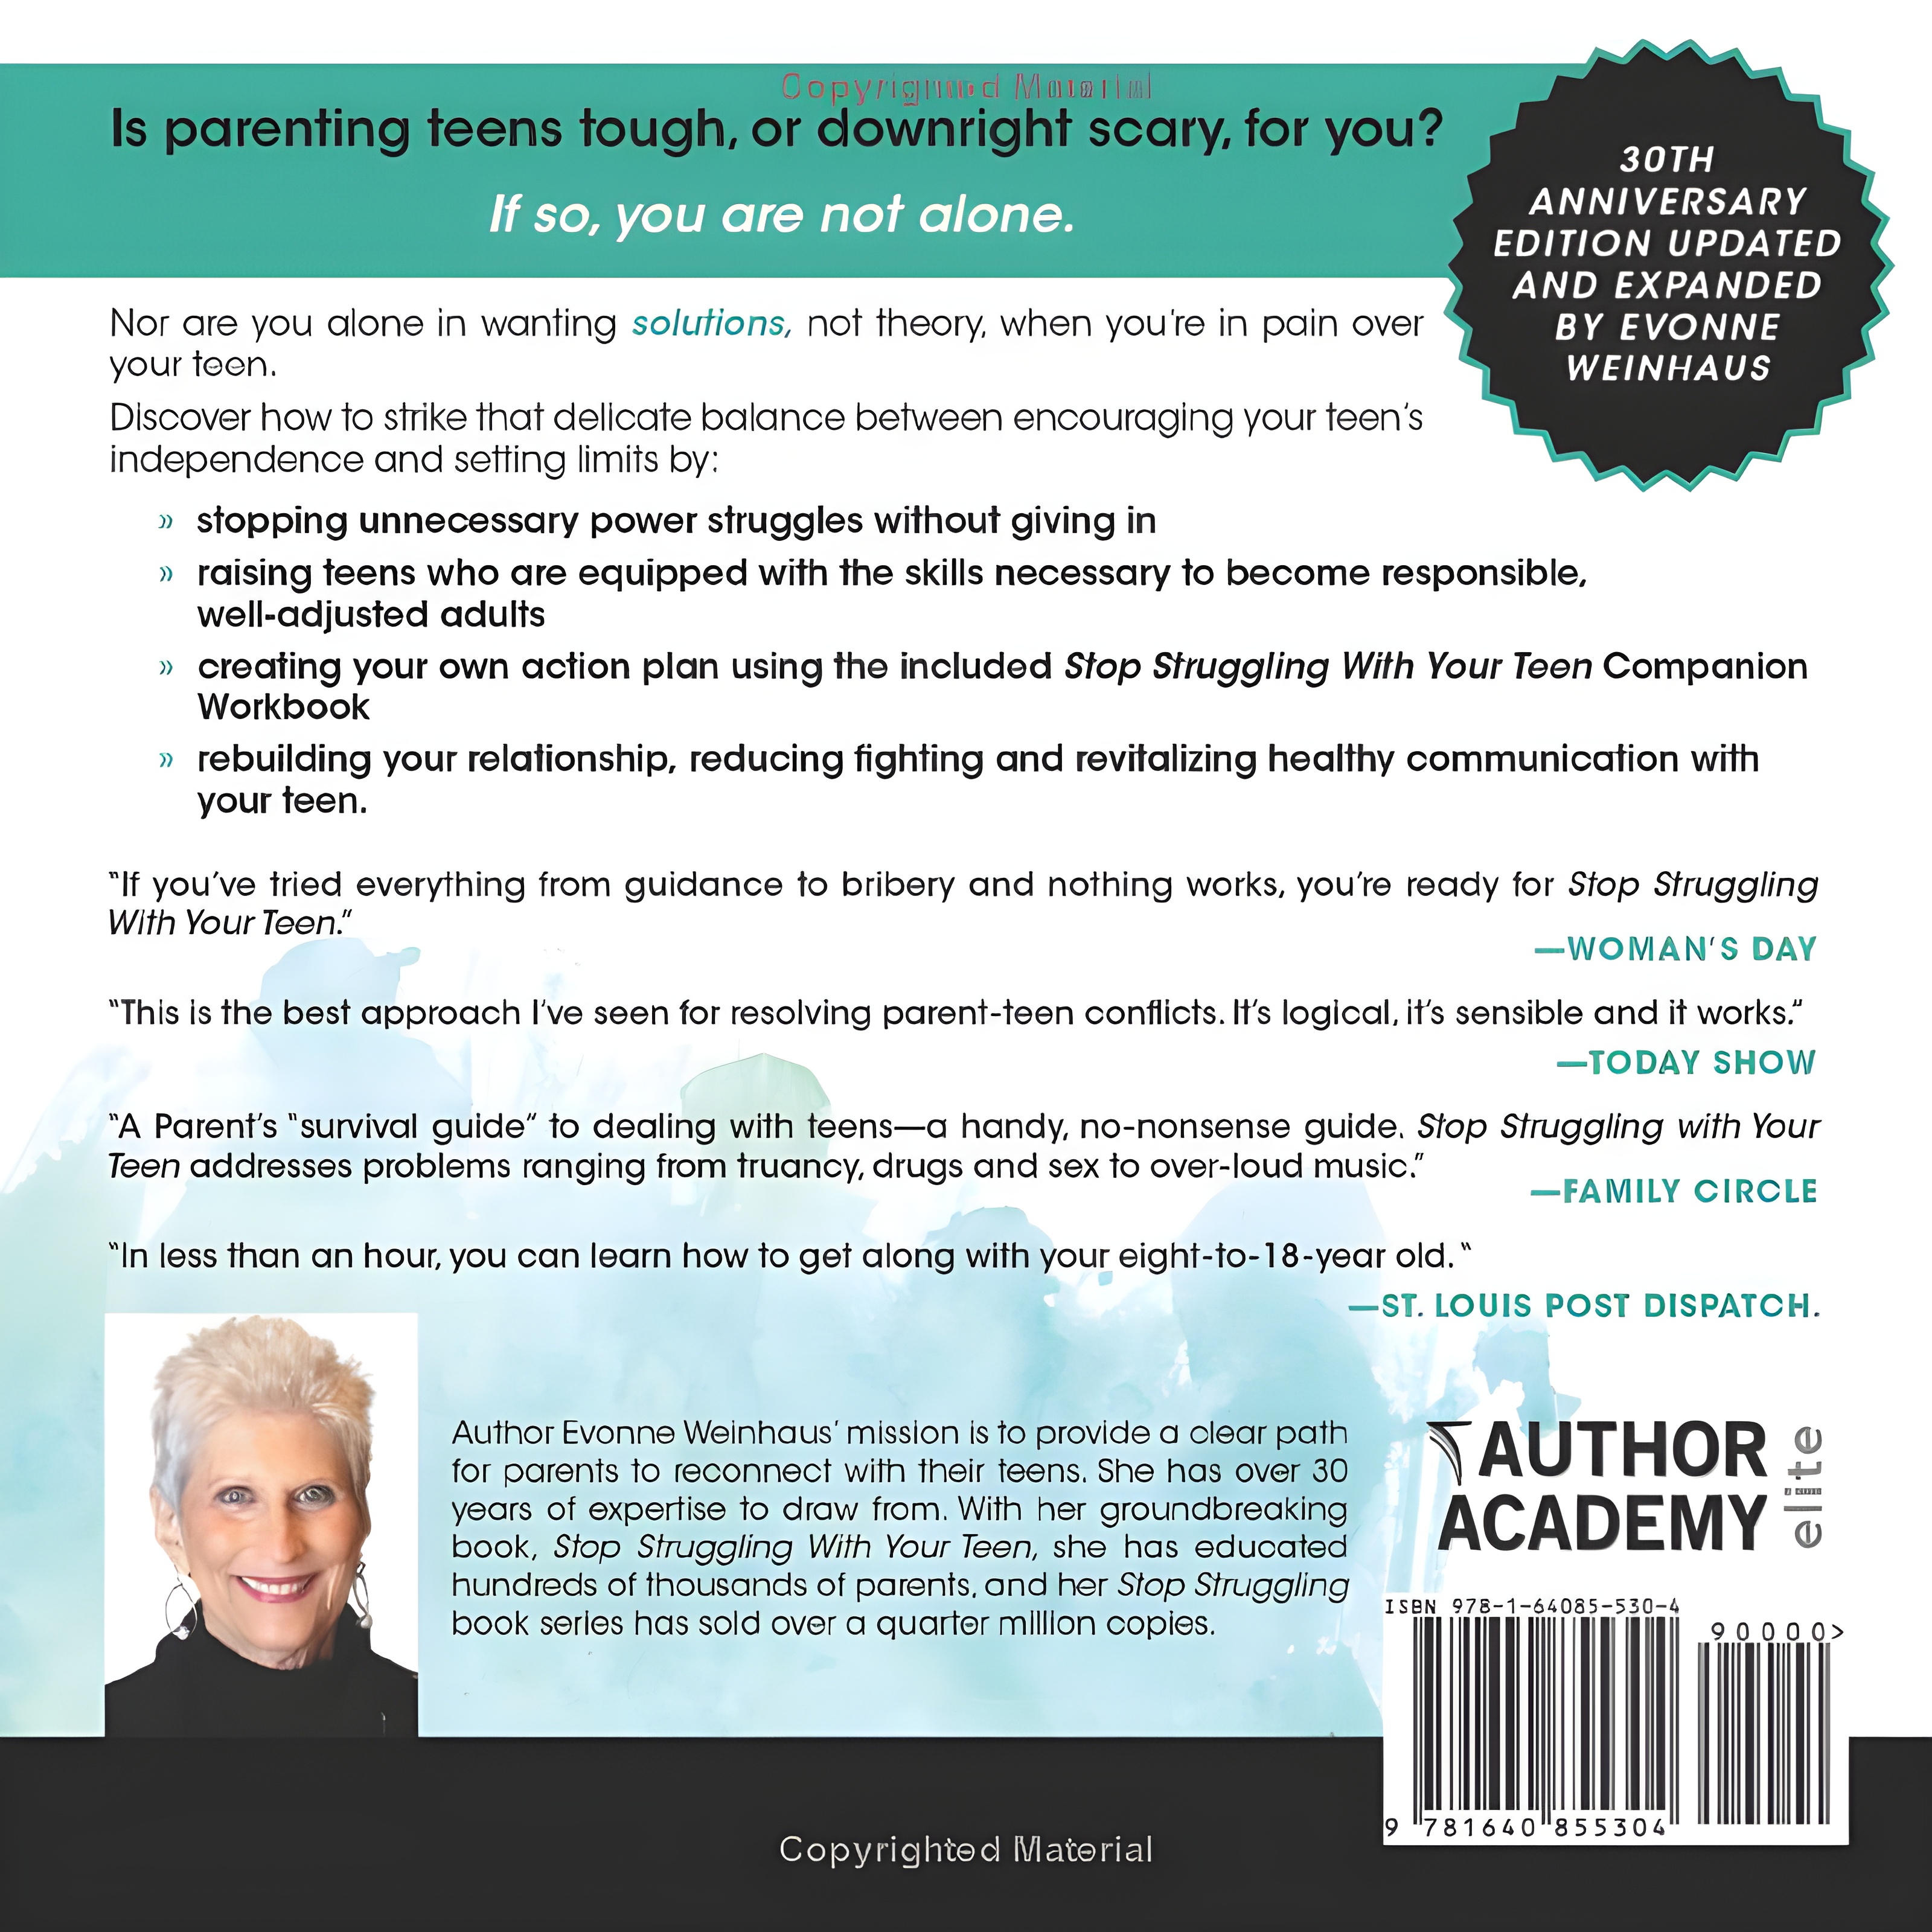 Copyrighted Material
Is parenting teens tough, or downright scary, for you?
If so, you are not alone.
30TH
ANNIVERSARY
EDITION UPDATED
AND EXPANDED
BY EVONNE
WEINHAUS
Nor are you alone in wanting solutions, not theory, when you're in pain over
your teen.
Discover how to strike that delicate balance between encouraging your teen's
independence and setting limits by:
» stopping unnecessary power struggles without giving in
» raising teens who are equipped with the skills necessary to become responsible,
well-adjusted adults
» creating your own action plan using the included Stop Struggling With Your Teen Companion
Workbook
» rebuilding your relationship, reducing fighting and revitalizing healthy communication with
your teen.
"If you've tried everything from guidance to bribery and nothing works, you're ready for Stop Struggling
With Your Teen."
—WOMAN'S DAY
"This is the best approach I've seen for resolving parent-teen conflicts. It's logical, it's sensible and it works."
—TODAY SHOW
"A Parent's "survival guide" to dealing with teens—a handy, no-nonsense guide. Stop Struggling with Your
Teen addresses problems ranging from truancy, drugs and sex to over-loud music."
—FAMILY CIRCLE
"In less than an hour, you can learn how to get along with your eight-to-18-year old. "
—ST. LOUIS POST DISPATCH.
Author Evonne Weinhaus' mission is to provide a clear path
for parents to reconnect with their teens. She has over 30
years of expertise to draw from. With her groundbreaking
book, Stop Struggling With Your Teen, she has educated
hundreds of thousands of parents, and her Stop Struggling
book series has sold over a quarter million copies.
AUTHOR
ACADEMY
elite
ISBN 978-1-64085-530-4
90000>
9 781640 855304
Copyrighted Material